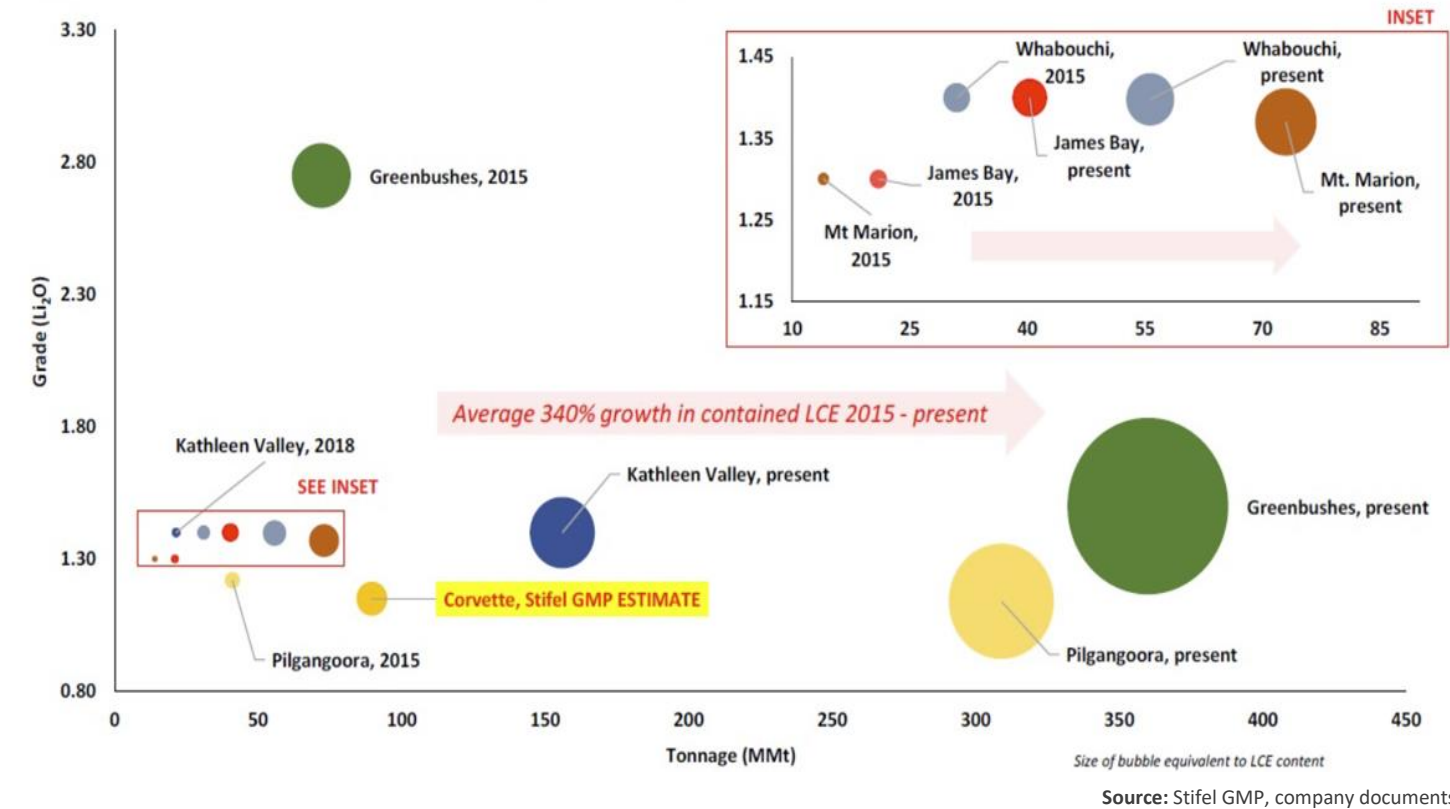 INSET
3.30
2.80
2.30
1.80
1.30
0.80
Grade (Li₂O)
Greenbushes, 2015
1.45
1.35
1.25
1.15
Whabouchi,
2015
Whabouchi,
present
James Bay,
present
James Bay,
2015
Mt Marion,
2015
Mt. Marion,
present
10 25 40 55 70 85
Average 340% growth in contained LCE 2015 - present
Kathleen Valley, 2018
SEE INSET
Kathleen Valley, present
Greenbushes, present
Corvette, Stifel GMP ESTIMATE
Pilgangoora, 2015
Pilgangoora, present
0 50 100 150 200 250 300 350 400 450
Tonnage (MMt)
Size of bubble equivalent to LCE content
Source: Stifel GMP, company documents